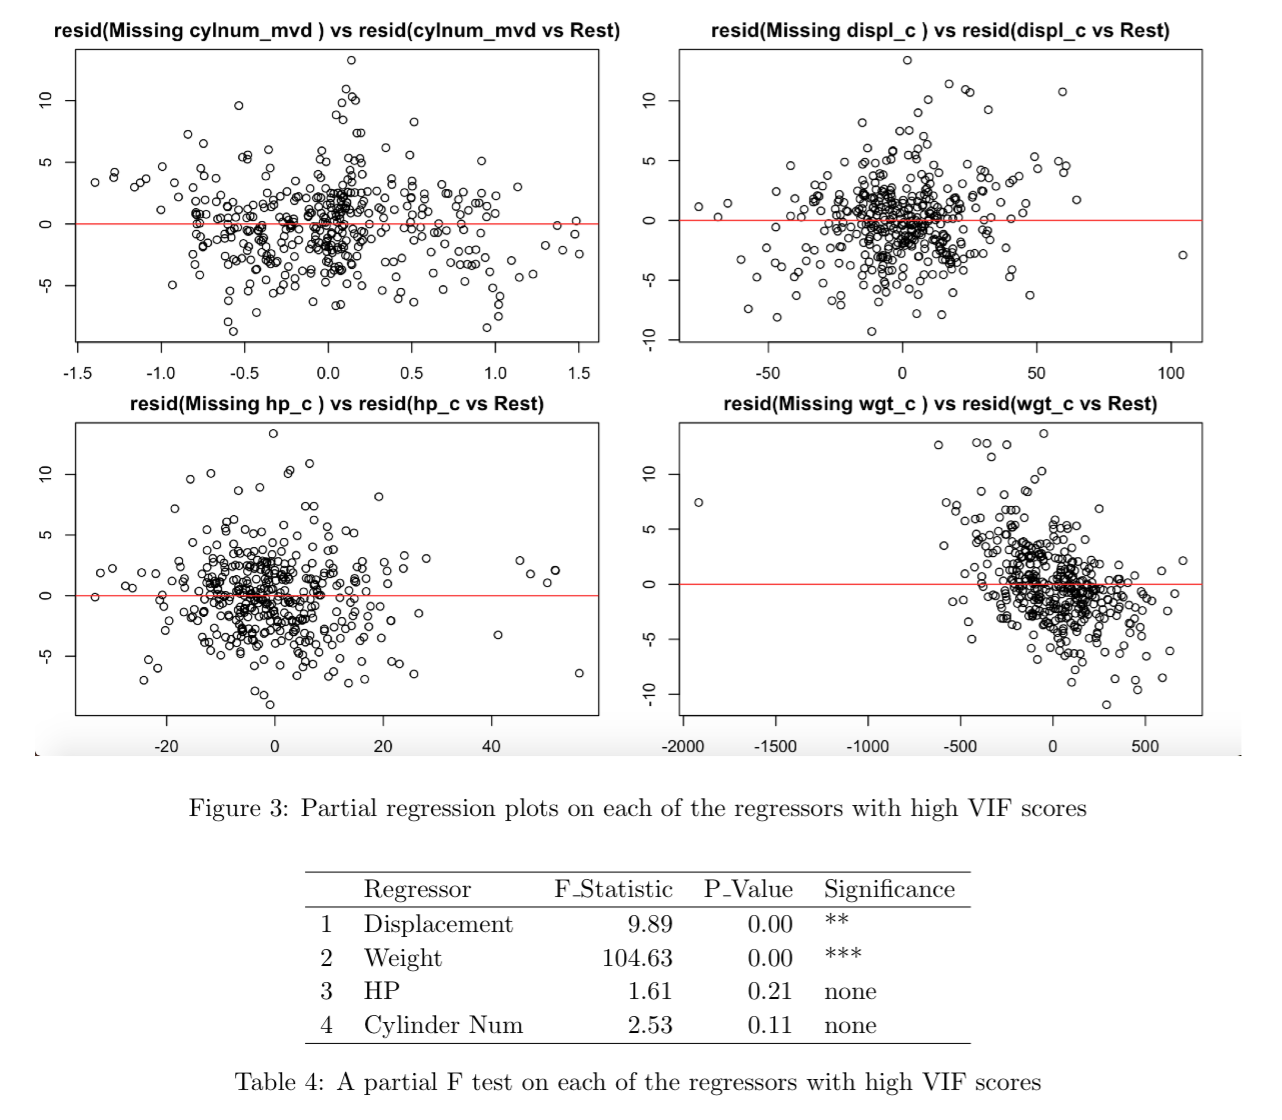 resid(Missing cylnum_mvd ) vs resid(cylnum_mvd vs Rest)
10
5
0
-5
-1.5 -1.0 -0.5 0.0 0.5 1.0 1.5
resid(Missing displ_c ) vs resid(displ_c vs Rest)
10
5
0
-5
-10
-50 0 50 100
resid(Missing hp_c ) vs resid(hp_c vs Rest)
10
5
0
-5
-20 0 20 40
resid(Missing wgt_c ) vs resid(wgt_c vs Rest)
10
5
0
-5
-10
-2000 -1500 -1000 -500 0 500
Figure 3: Partial regression plots on each of the regressors with high VIF scores
Regressor F_Statistic P_Value Significance
1 Displacement 9.89 0.00 **
2 Weight 104.63 0.00 ***
3 HP 1.61 0.21 none
4 Cylinder Num 2.53 0.11 none
Table 4: A partial F test on each of the regressors with high VIF scores